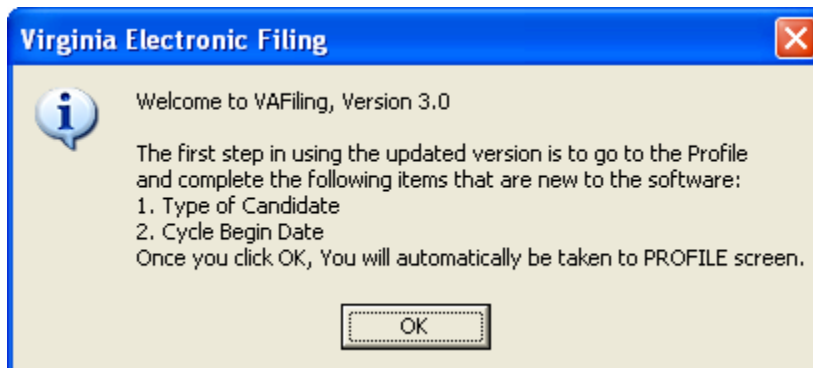 Virginia Electronic Filing
Welcome to VAFiling, Version 3.0
The first step in using the updated version is to go to the Profile
and complete the following items that are new to the software:
1. Type of Candidate
2. Cycle Begin Date
Once you click OK, You will automatically be taken to PROFILE screen.
OK